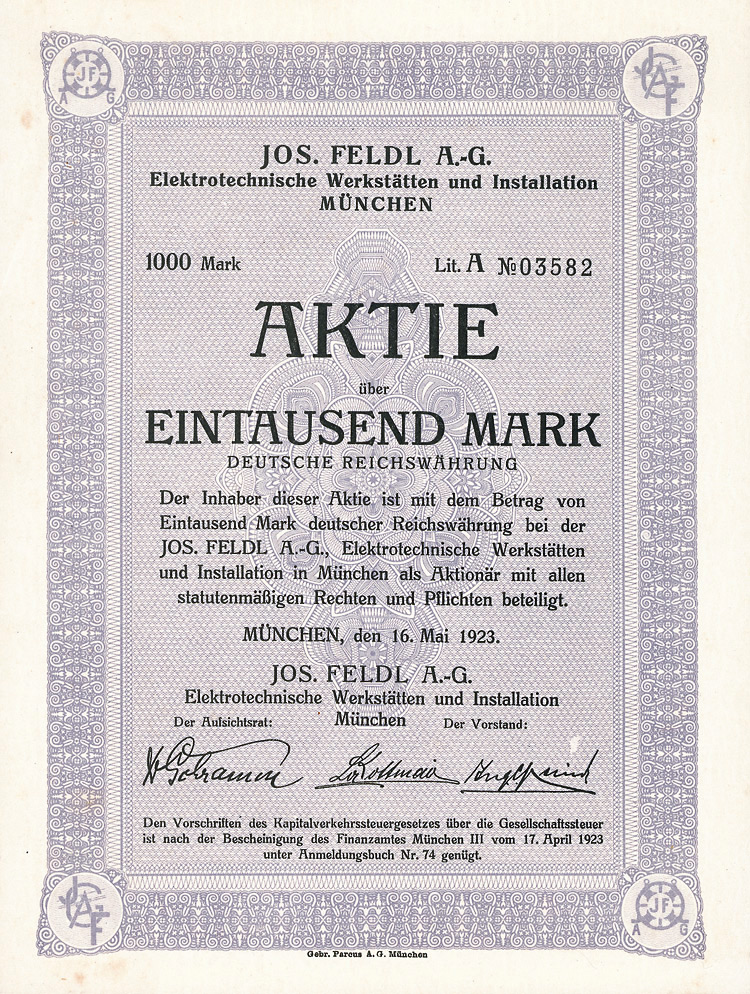 JF
A G
JOS. FELDL A.-G.
Elektrotechnische Werkstätten und Installation
MÜNCHEN
1000 Mark Lit. A № 03582
AKTIE
über
EINTAUSEND MARK
DEUTSCHE REICHSWÄHRUNG
Der Inhaber dieser Aktie ist mit dem Betrag von
Eintausend Mark deutscher Reichswährung bei der
JOS. FELDL A.-G., Elektrotechnische Werkstätten
und Installation in München als Aktionär mit allen
statutenmäßigen Rechten und Pflichten beteiligt.
MÜNCHEN, den 16. Mai 1923.
JOS. FELDL A.-G.
Elektrotechnische Werkstätten und Installation
Der Aufsichtsrat: München Der Vorstand:
Den Vorschriften des Kapitalverkehrssteuergesetzes über die Gesellschaftssteuer
ist nach der Bescheinigung des Finanzamtes München III vom 17. April 1923
unter Anmeldungsbuch Nr. 74 genügt.
JF
A G
Gebr. Parcus A.G. München